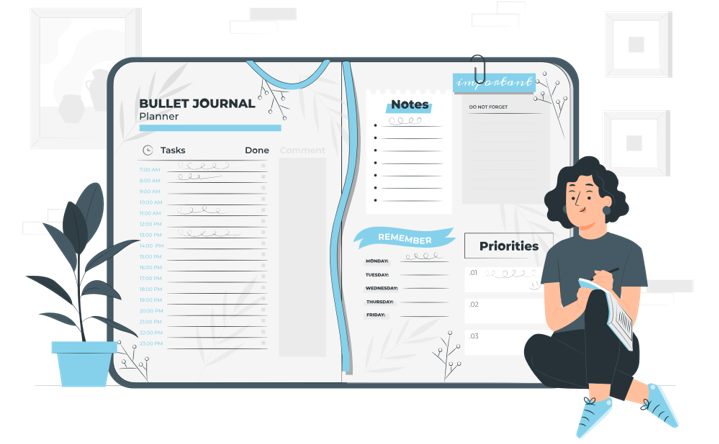 BULLET JOURNAL
Planner
Tasks
Done
Comment
7:00 AM
8:00 AM
9:00 AM
10:00 AM
11:00 AM
12:00 PM
13:00 PM
14:00 PM
15:00 PM
16:00 PM
17:00 PM
18:00 PM
19:00 PM
20:00 PM
21:00 PM
22:00 PM
23:00 PM
Notes
important
DO NOT FORGET
REMEMBER
MONDAY:
TUESDAY:
WEDNESDAY:
THURSDAY:
FRIDAY:
Priorities
.01
.02
.03